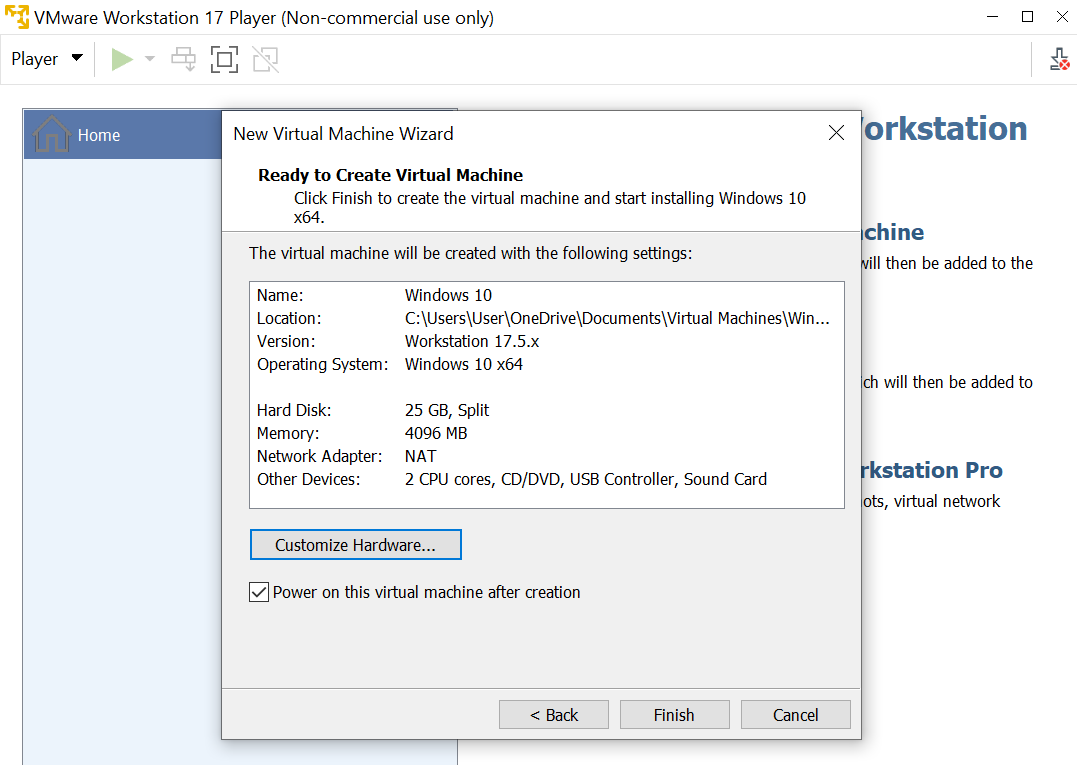 VMware Workstation 17 Player (Non-commercial use only)
Player
Home
New Virtual Machine Wizard
Ready to Create Virtual Machine
Click Finish to create the virtual machine and start installing Windows 10
x64.
The virtual machine will be created with the following settings:
Name: Windows 10
Location: C:\Users\User\OneDrive\Documents\Virtual Machines\Win...
Version: Workstation 17.5.x
Operating System: Windows 10 x64
Hard Disk: 25 GB, Split
Memory: 4096 MB
Network Adapter: NAT
Other Devices: 2 CPU cores, CD/DVD, USB Controller, Sound Card
Customize Hardware...
Power on this virtual machine after creation
< Back
Finish
Cancel
orkstation
chine
will then be added to the
ch will then be added to
rkstation Pro
ots, virtual network